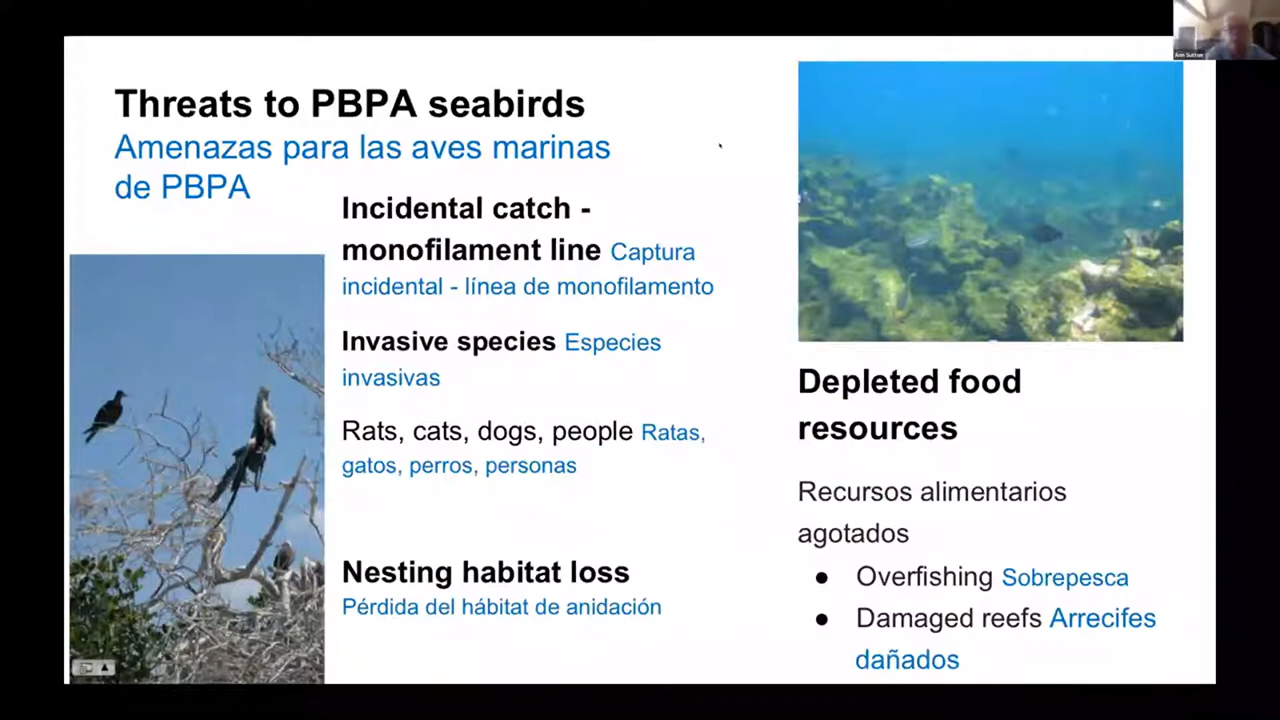 Threats to PBPA seabirds
Amenazas para las aves marinas
de PBPA
Incidental catch -
monofilament line Captura
incidental - línea de monofilamento
Invasive species Especies
invasivas
Rats, cats, dogs, people Ratas,
gatos, perros, personas
Nesting habitat loss
Pérdida del hábitat de anidación
Depleted food
resources
Recursos alimentarios
agotados
● Overfishing Sobrepesca
● Damaged reefs Arrecifes
dañados
Ann Sutton